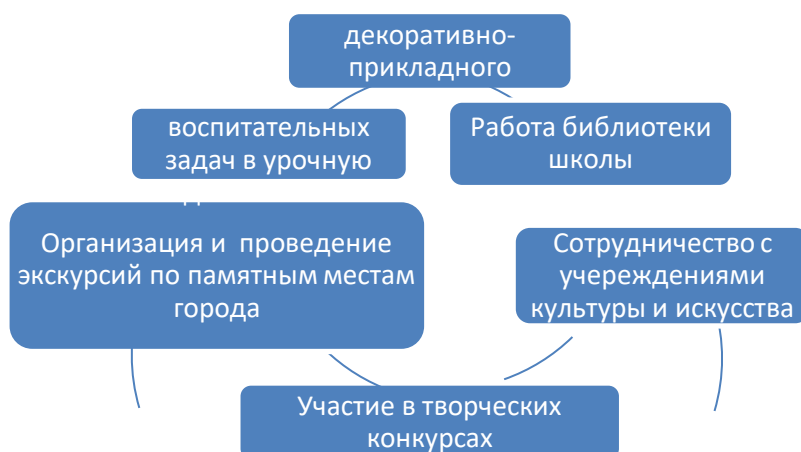 декоративно-
прикладного
воспитательных
задач в урочную
Работа библиотеки
школы
Организация и  проведение
экскурсий по памятным местам
города
Сотрудничество с
учереждениями
культуры и искусства
Участие в творческих
конкурсах